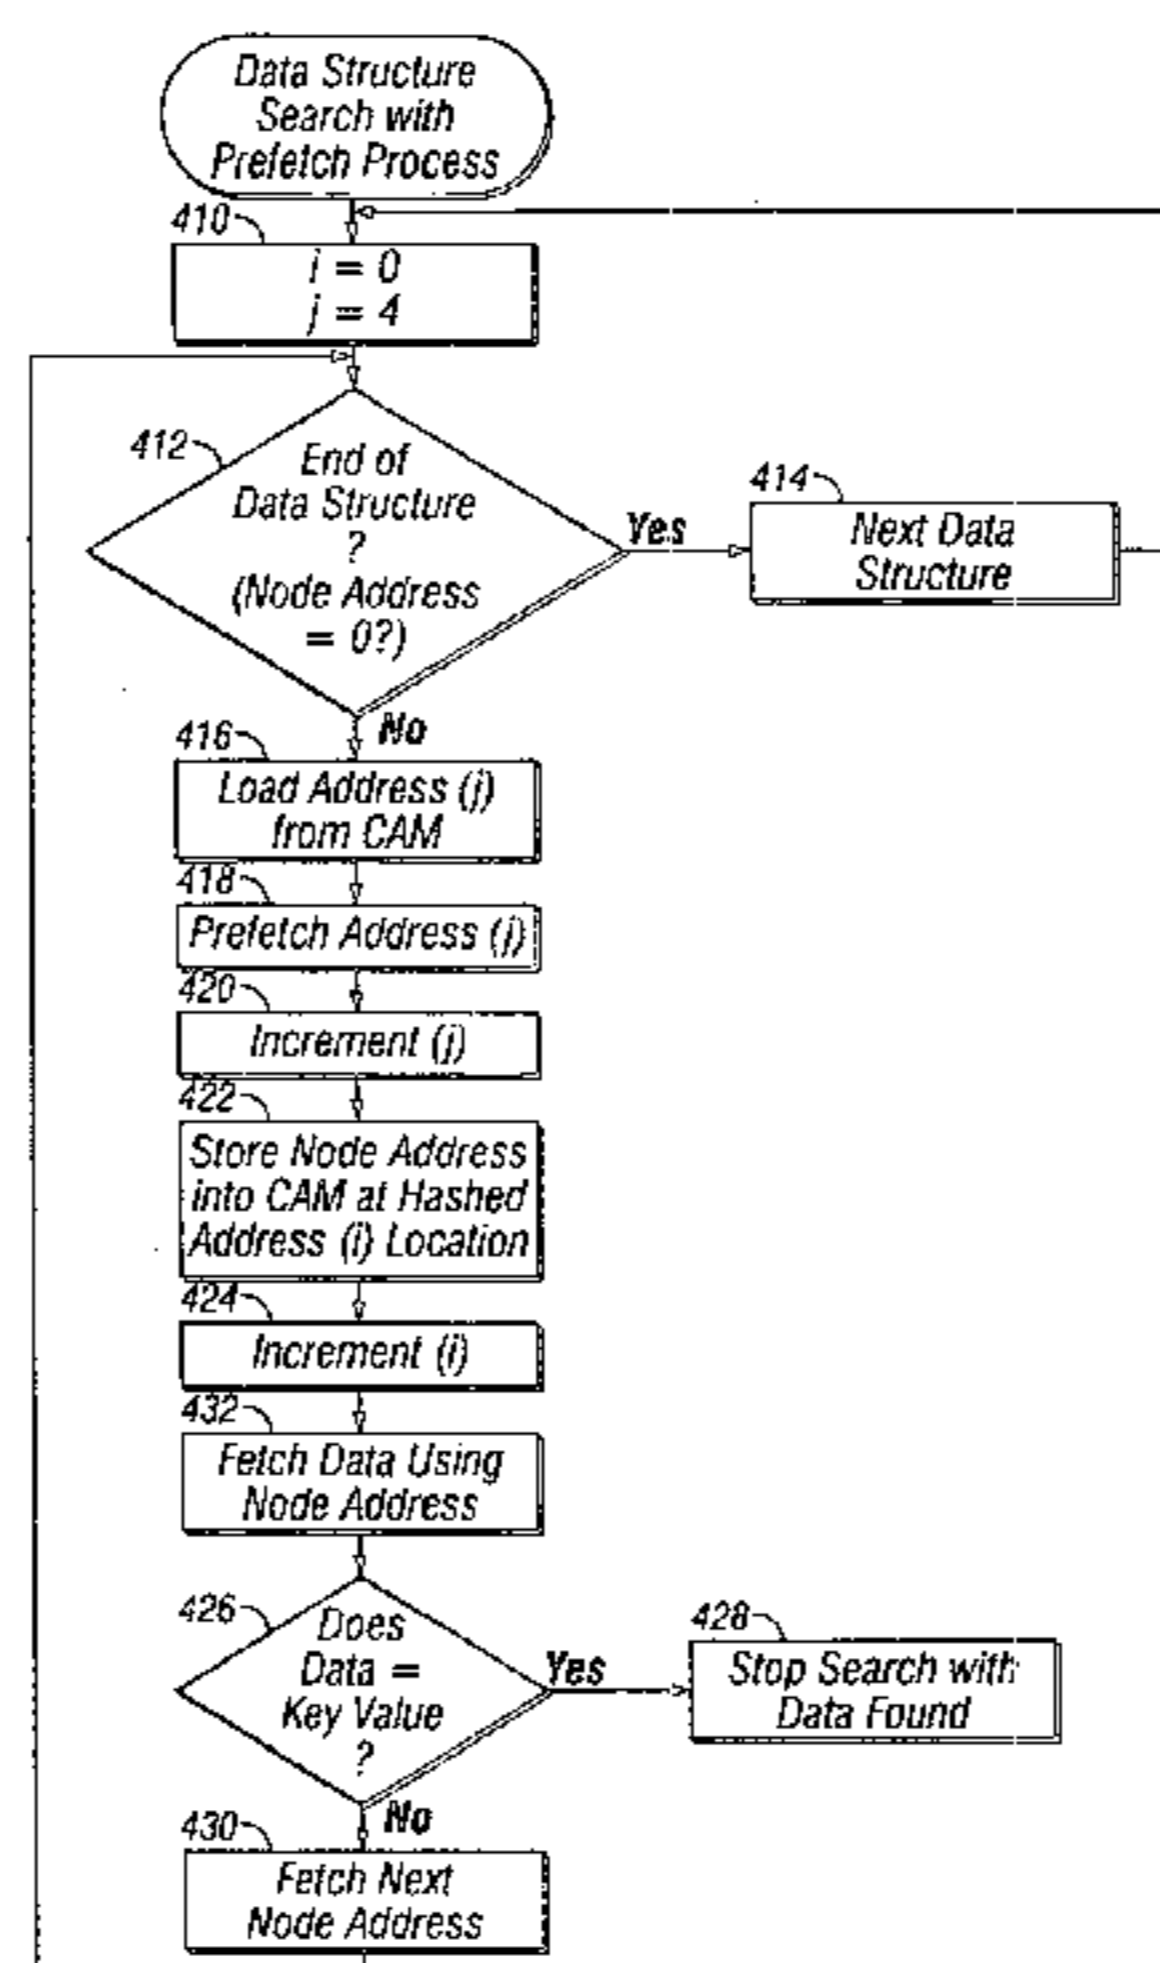 Data Structure
Search with
Prefetch Process
410
i = 0
j = 4
412
End of
Data Structure
?
(Node Address
= 0?)
Yes
414
Next Data
Structure
No
416
Load Address (j)
from CAM
418
Prefetch Address (j)
420
Increment (j)
422
Store Node Address
into CAM at Hashed
Address (i) Location
424
Increment (i)
432
Fetch Data Using
Node Address
426
Does
Data =
Key Value
?
Yes
428
Stop Search with
Data Found
No
430
Fetch Next
Node Address